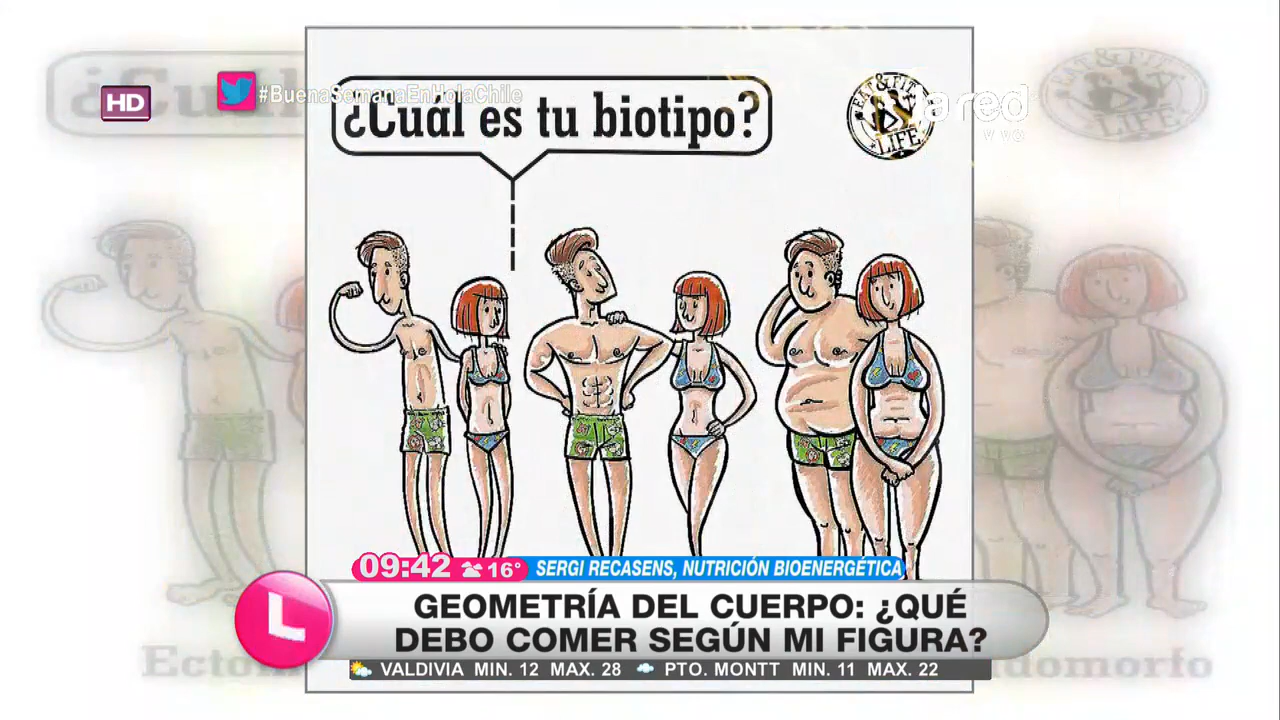 HD
#BuenaSemanaEnHolaChile
¿Cuál es tu biotipo?
EAT & FIT
LIFE
la red
VIVO
09:42 16°
SERGI RECASENS, NUTRICIÓN BIOENERGÉTICA
L
GEOMETRÍA DEL CUERPO: ¿QUÉ
DEBO COMER SEGÚN MI FIGURA?
VALDIVIA MIN. 12 MAX. 28 PTO. MONTT MIN. 11 MAX. 22